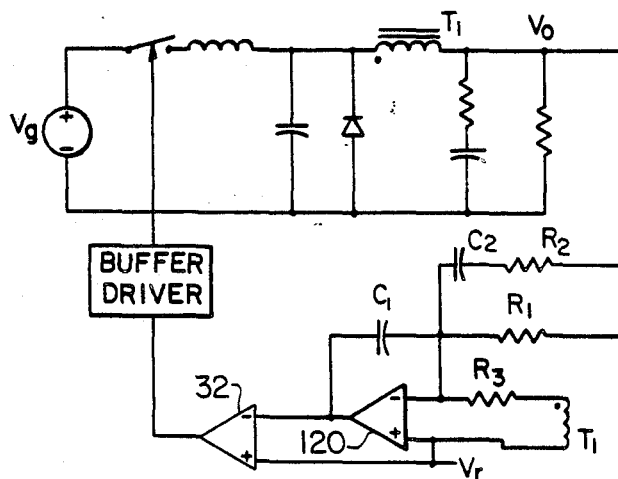 T1
Vo
Vg
+
-
BUFFER
DRIVER
C2
R2
C1
R1
R3
32
-
+
120
-
+
T1
Vr